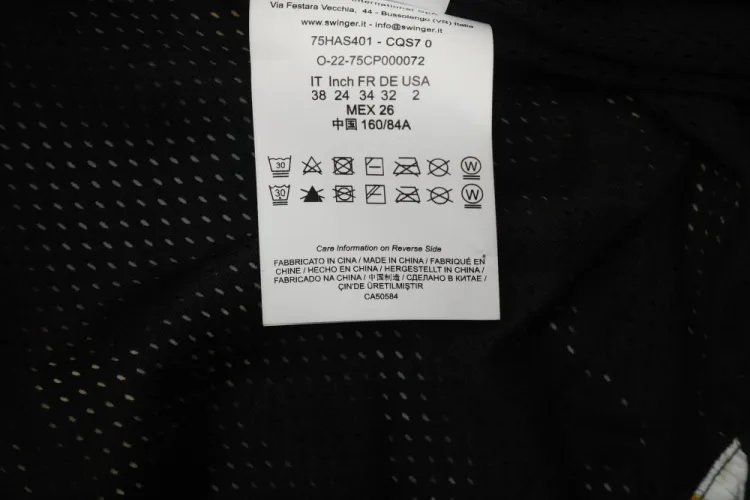 International
Via Festara Vecchia, 44 - Bussolengo (VR) Italia
www.swinger.it - info@swinger.it
75HAS401 - CQS7 0
O-22-75CP000072
IT Inch FR DE USA
38 24 34 32 2
MEX 26
中国 160/84A
30 W
30 W
Care Information on Reverse Side
FABBRICATO IN CINA / MADE IN CHINA / FABRIQUÉ EN
CHINE / HECHO EN CHINA / HERGESTELLT IN CHINA /
FABRICADO NA CHINA / 中国制造 / СДЕЛАНО В КИТАЕ /
ÇIN'DE ÜRETILMIŞTIR
CA50584